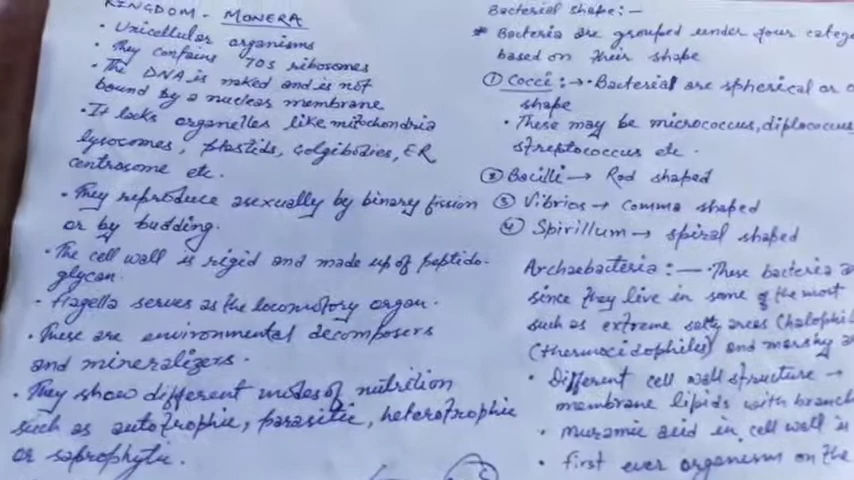 KINGDOM - MONERA
• Unicellular organisms
• They contains 70s ribosomes
• The DNA is naked and is not
bound by a nuclear membrane
• It lacks organelles like mitochondria
lysocomes, plastids, golgibodies, ER,
centrosome etc.
• They reproduce asexually by binary fission
or by budding.
• The cell wall is rigid and made up of peptido-
glycan.
• flagella serves as the locomotory organ.
• These are environmental decomposers
and mineralizers.
• They show different modes of nutrition
such as autotrophic, parasitic, heterotrophic
or saprophytic.
Bacterial shape:-
* Bacteria are grouped under four
based on their shape
① Cocci :→ • Bacterial are spherical or
shape
• These may be micrococcus, diplococcus
streptococcus etc.
② Bacilli → Rod shaped
③ Vibrios → Comma shaped
④ Spirillum → spiral shaped
Archaebacteria :— • These bacteria
since they live in some of the most
such as extreme salty areas
and marshy
• Different cell wall structure →
membrane lipids with
• muramic acid in cell wall
• first ever organism on the